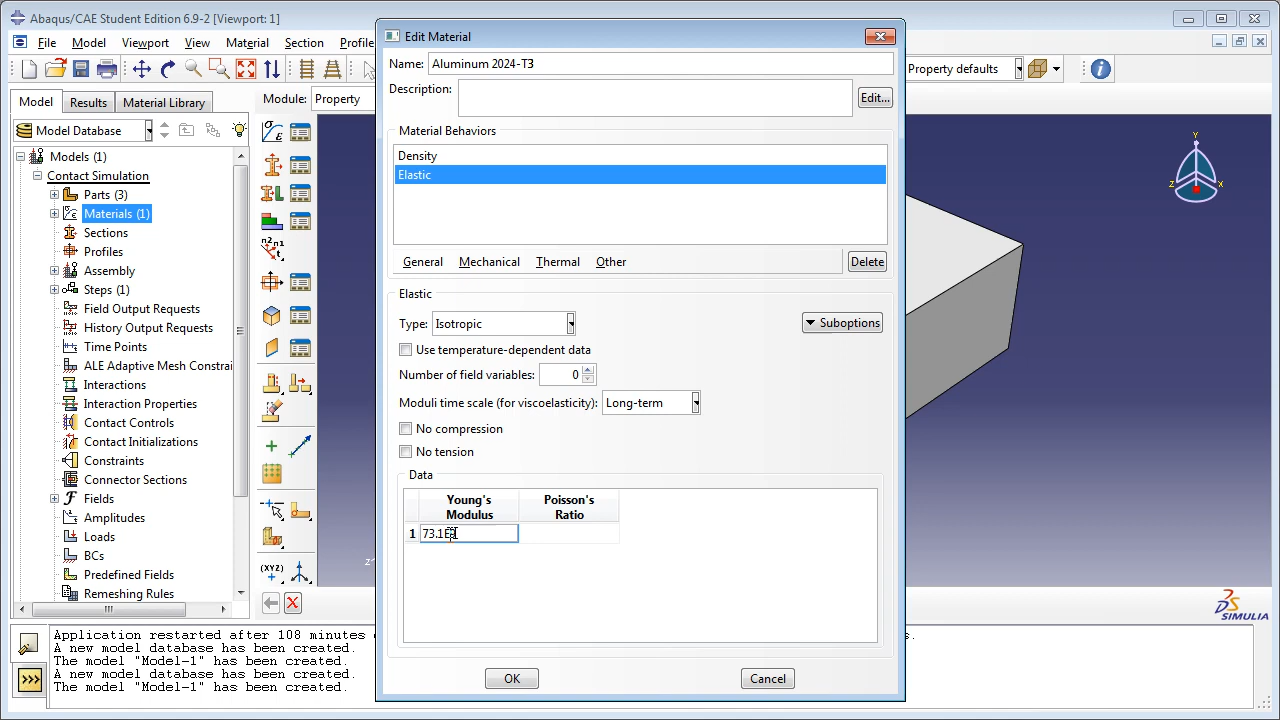 Abaqus/CAE Student Edition 6.9-2 [Viewport: 1]
File Model Viewport View Material Section Profile
Property defaults
Model Results Material Library
Module: Property
Model Database
Models (1)
Contact Simulation
Parts (3)
Materials (1)
Sections
Profiles
Assembly
Steps (1)
Field Output Requests
History Output Requests
Time Points
ALE Adaptive Mesh Constrai
Interactions
Interaction Properties
Contact Controls
Contact Initializations
Constraints
Connector Sections
Fields
Amplitudes
Loads
BCs
Predefined Fields
Remeshing Rules
Edit Material
Name: Aluminum 2024-T3
Description:
Edit...
Material Behaviors
Density
Elastic
General Mechanical Thermal Other
Delete
Elastic
Type: Isotropic
Suboptions
Use temperature-dependent data
Number of field variables: 0
Moduli time scale (for viscoelasticity): Long-term
No compression
No tension
Data
Young's Modulus
Poisson's Ratio
1
OK Cancel
Y
Z X
SIMULIA
Application restarted after 108 minutes
A new model database has been created.
The model "Model-1" has been created.
A new model database has been created.
The model "Model-1" has been created.